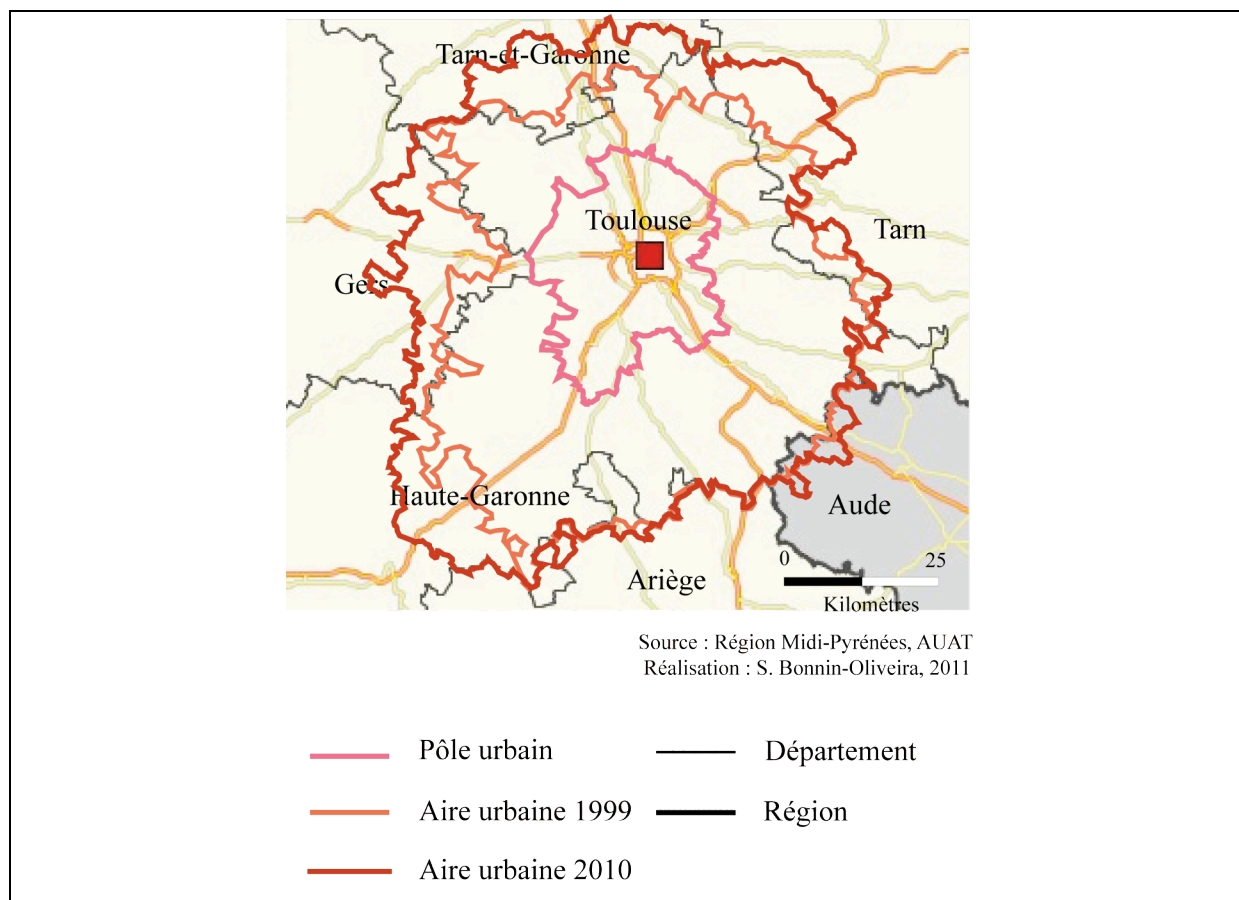 Tarn-et-Garonne
Toulouse
Tarn
Gers
Haute-Garonne
Aude
Ariège
0 25
Kilomètres
Source : Région Midi-Pyrénées, AUAT
Réalisation : S. Bonnin-Oliveira, 2011
Pôle urbain
Département
Aire urbaine 1999
Région
Aire urbaine 2010